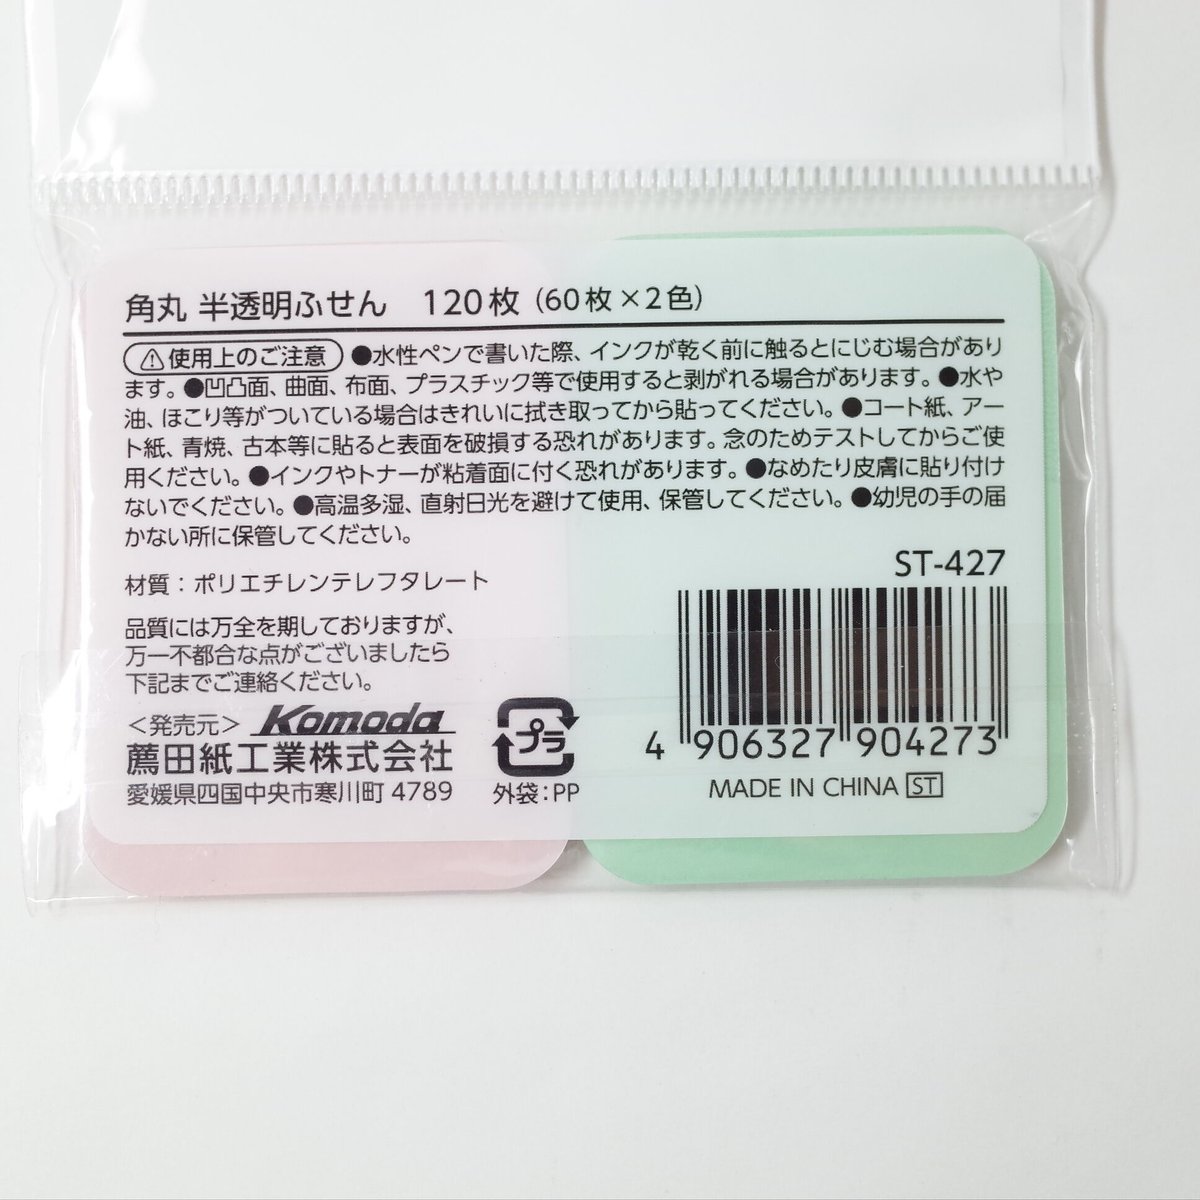 角丸 半透明ふせん　120枚（60枚×2色）
⚠使用上のご注意 ●水性ペンで書いた際、インクが乾く前に触るとにじむ場合があり
ます。●凹凸面、曲面、布面、プラスチック等で使用すると剥がれる場合があります。●水や
油、ほこり等がついている場合はきれいに拭き取ってから貼ってください。●コート紙、アー
ト紙、青焼、古本等に貼ると表面を破損する恐れがあります。念のためテストしてからご使
用ください。●インクやトナーが粘着面に付く恐れがあります。●なめたり皮膚に貼り付け
ないでください。●高温多湿、直射日光を避けて使用、保管してください。●幼児の手の届
かない所に保管してください。
材質：ポリエチレンテレフタレート
品質には万全を期しておりますが、
万一不都合な点がございましたら
下記までご連絡ください。
＜発売元＞ Komoda
薦田紙工業株式会社
愛媛県四国中央市寒川町 4789
プラ
外袋：PP
ST-427
4 906327 904273
MADE IN CHINA ST